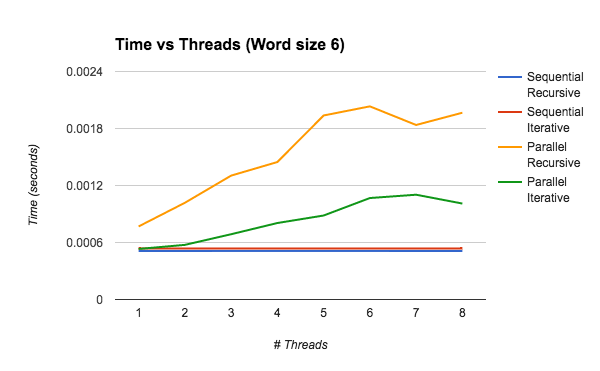 Time vs Threads (Word size 6)
0.0024
0.0018
0.0012
0.0006
0
Time (seconds)
1 2 3 4 5 6 7 8
# Threads
Sequential
Recursive
Sequential
Iterative
Parallel
Recursive
Parallel
Iterative